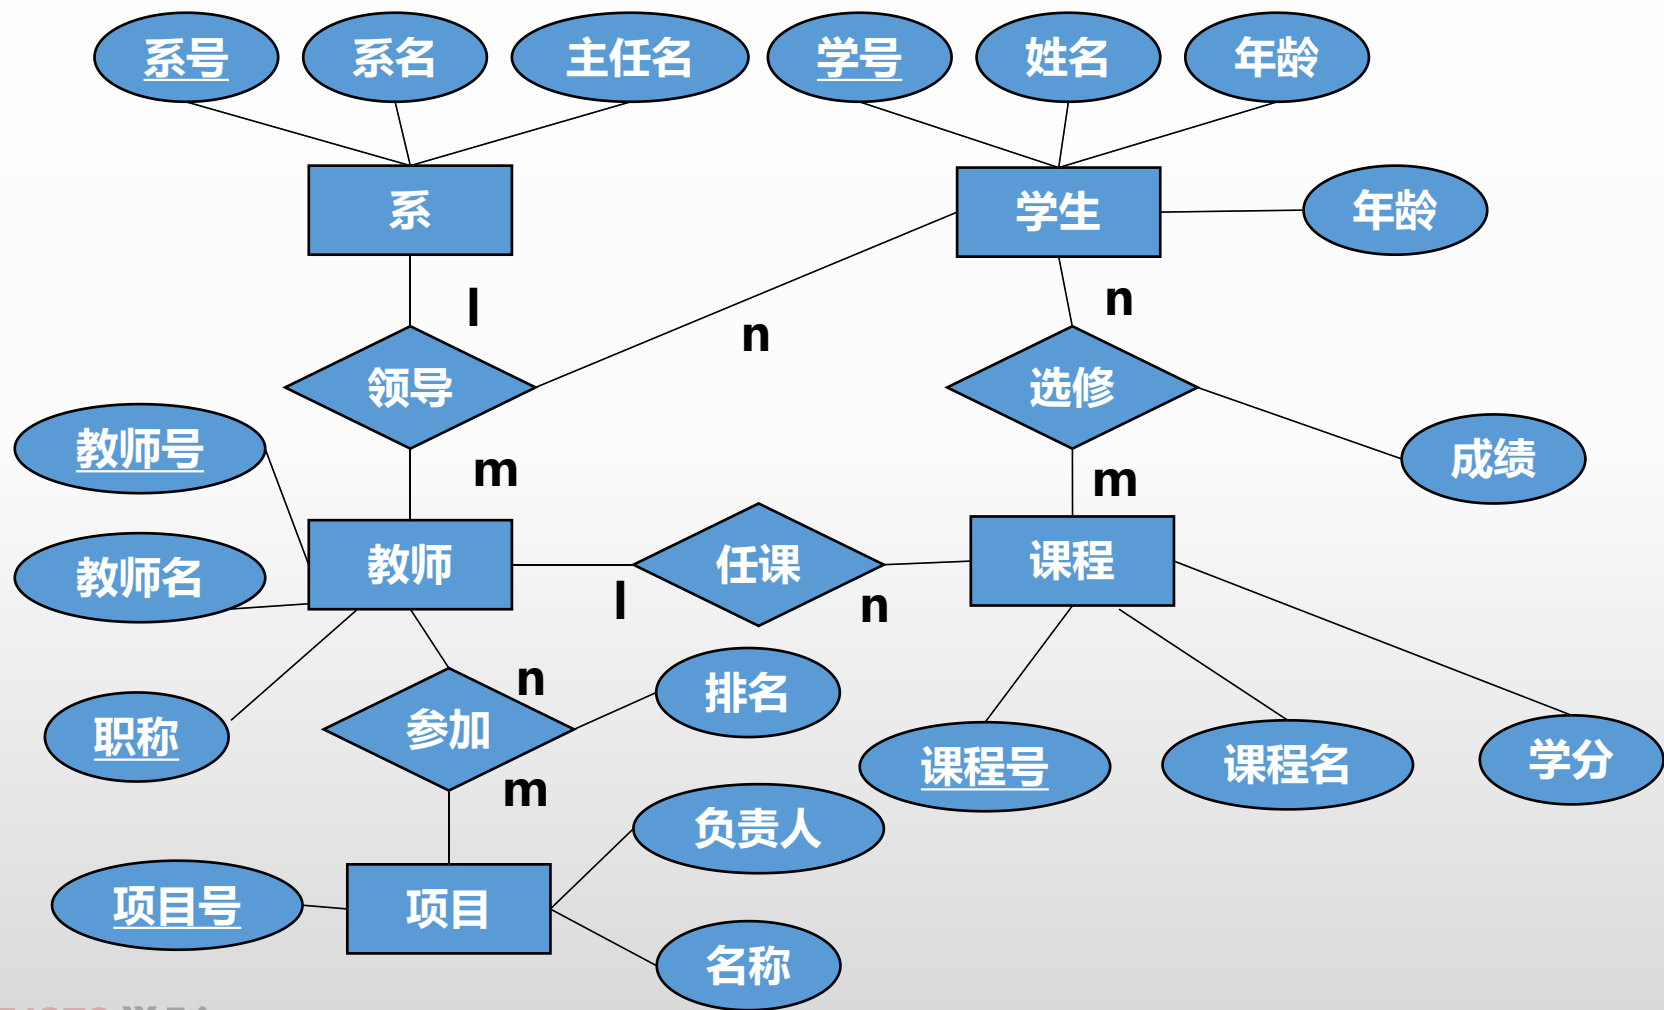 系号 系名 主任名 学号 姓名 年龄
系 学生 年龄
l n
n
领导 选修
教师号 m m 成绩
教师名 教师 任课 课程
l n
n 排名
职称 参加 课程号 课程名 学分
m
负责人
项目号 项目
名称